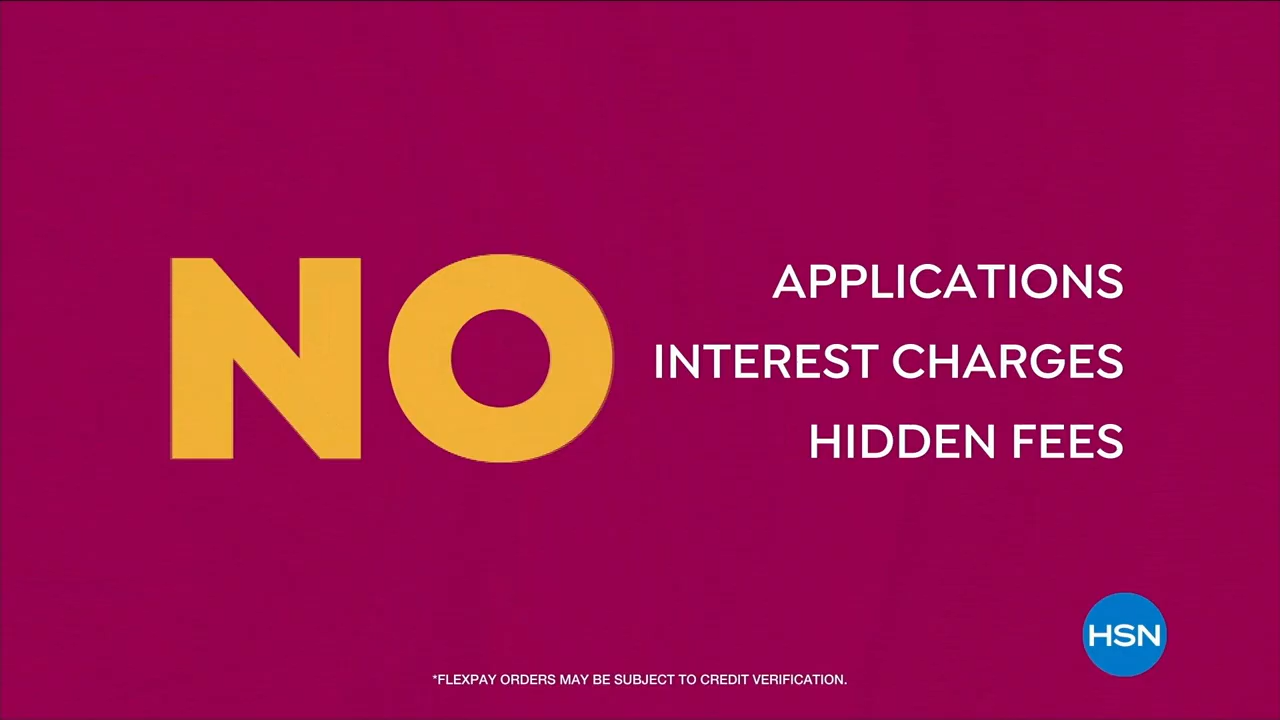 NO
APPLICATIONS
INTEREST CHARGES
HIDDEN FEES
HSN
*FLEXPAY ORDERS MAY BE SUBJECT TO CREDIT VERIFICATION.